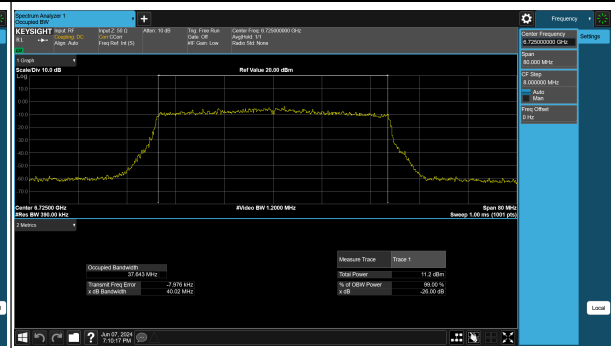 Spectrum Analyzer 1
Occupied BW
Frequency
KEYSIGHT
Input: RF
Coupling: DC
Align: Auto
Input Z: 50 Ω
Corr CCorr
Freq Ref: Int (S)
Atten: 10 dB
Trig: Free Run
Gate: Off
#IF Gain: Low
Center Freq: 6.725000000 GHz
Avg|Hold: 1/1
Radio Std: None
Center Frequency
6.725000000 GHz
Settings
Span
80.000 MHz
CF Step
8.000000 MHz
Auto
Man
Freq Offset
0 Hz
1 Graph
Scale/Div 10.0 dB
Ref Value 20.00 dBm
Log
10.0
0.00
-10.0
-20.0
-30.0
-40.0
-50.0
-60.0
-70.0
Center 6.72500 GHz
#Video BW 1.2000 MHz
Span 80 MHz
#Res BW 390.00 kHz
Sweep 1.00 ms (1001 pts)
2 Metrics
Measure Trace
Trace 1
Occupied Bandwidth
37.643 MHz
Total Power
11.2 dBm
Transmit Freq Error
-7.976 kHz
% of OBW Power
99.00 %
x dB Bandwidth
40.02 MHz
x dB
-26.00 dB
Local
Jun 07, 2024
7:10:17 PM